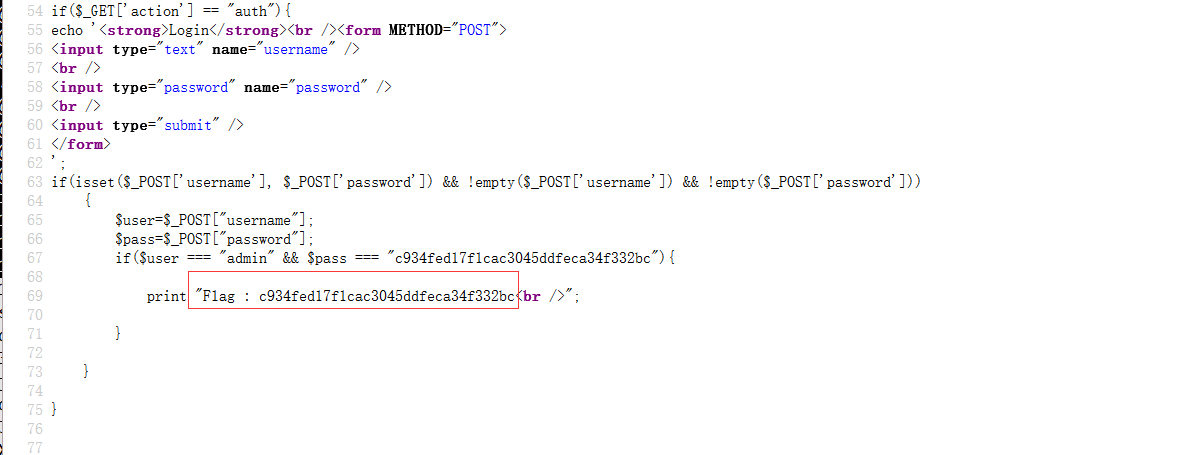 54 if($_GET['action'] == "auth"){
55 echo '<strong>Login</strong><br /><form METHOD="POST">
56 <input type="text" name="username" />
57 <br />
58 <input type="password" name="password" />
59 <br />
60 <input type="submit" />
61 </form>
62 ';
63 if(isset($_POST['username'], $_POST['password']) && !empty($_POST['username']) && !empty($_POST['password']))
64 {
65 $user=$_POST["username"];
66 $pass=$_POST["password"];
67 if($user === "admin" && $pass === "c934fed17f1cac3045ddfeca34f332bc"){
68
69 print "Flag : c934fed17f1cac3045ddfeca34f332bc<br />";
70
71 }
72
73 }
74
75 }
76
77